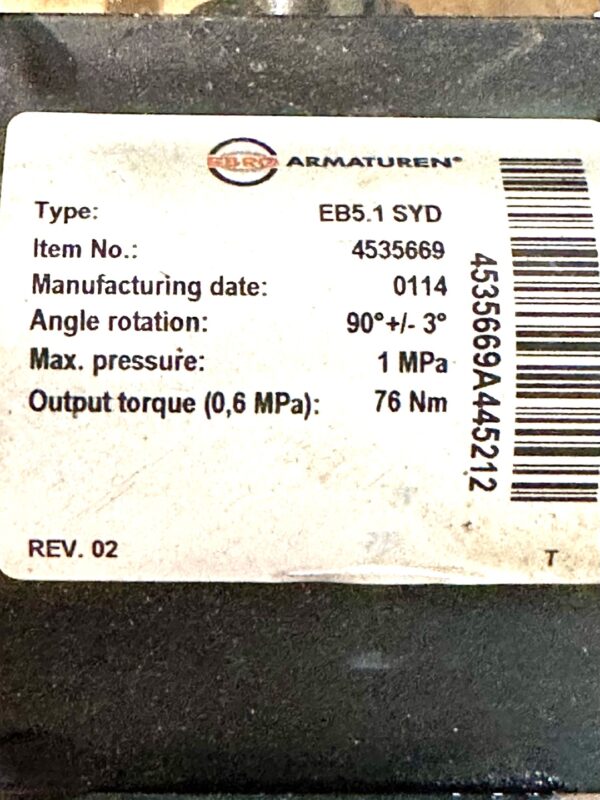 EBRO ARMATUREN®
Type: EB5.1 SYD
Item No.: 4535669
Manufacturing date: 0114
Angle rotation: 90°+/- 3°
Max. pressure: 1 MPa
Output torque (0,6 MPa): 76 Nm
4535669A445212
REV. 02
T